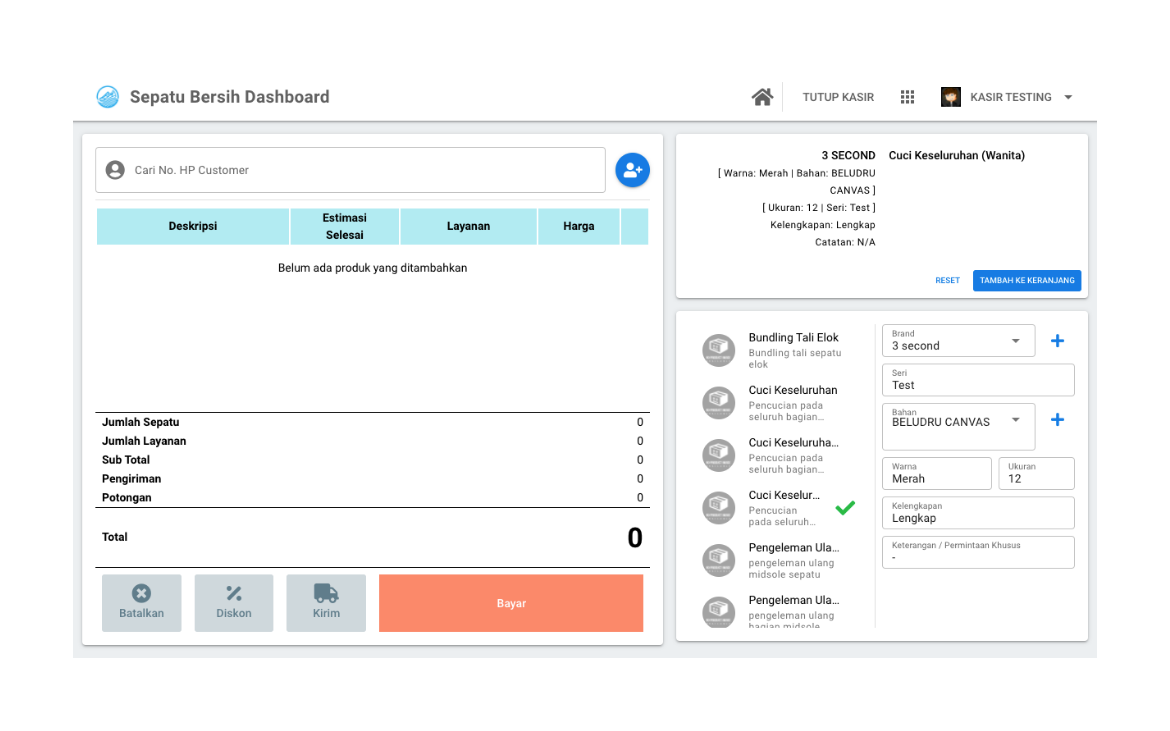 Sepatu Bersih Dashboard
TUTUP KASIR
KASIR TESTING
Cari No. HP Customer
Deskripsi
Estimasi
Selesai
Layanan
Harga
Belum ada produk yang ditambahkan
Jumlah Sepatu 0
Jumlah Layanan 0
Sub Total 0
Pengiriman 0
Potongan 0
Total 0
Batalkan
Diskon
Kirim
Bayar
3 SECOND
[ Warna: Merah | Bahan: BELUDRU
CANVAS ]
[ Ukuran: 12 | Seri: Test ]
Kelengkapan: Lengkap
Catatan: N/A
Cuci Keseluruhan (Wanita)
RESET
TAMBAH KE KERANJANG
Bundling Tali Elok
Bundling tali sepatu
elok
Cuci Keseluruhan
Pencucian pada
seluruh bagian...
Cuci Keseluruha...
Pencucian pada
seluruh bagian...
Cuci Keselur...
Pencucian
pada seluruh...
Pengeleman Ula...
pengeleman ulang
midsole sepatu
Pengeleman Ula...
pengeleman ulang
bagian midsole
Brand
3 second
Seri
Test
Bahan
BELUDRU CANVAS
Warna
Merah
Ukuran
12
Kelengkapan
Lengkap
Keterangan / Permintaan Khusus
-